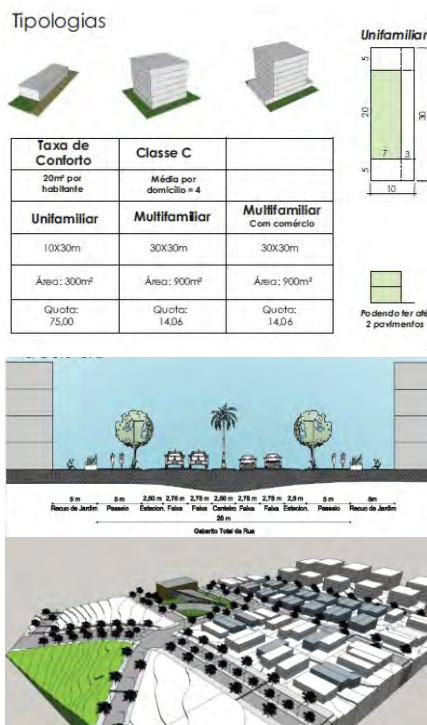 Tipologias
Unifamiliar
Taxa de
Conforto
Classe C
20m² por
habitante
Média por
domicílio = 4
Unifamiliar
Multifamiliar
Multifamiliar
Com comércio
10X30m
30X30m
30X30m
Área: 300m²
Área: 900m²
Área: 900m²
Quota:
75,00
Quota:
14,06
Quota:
14,06
5
20
30
7
3
5
10
Podendo ter até
2 pavimentos
5 m
5 m
2,50 m
2,75 m
2,75 m
2,50 m
2,75 m
2,75 m
2,5 m
5 m
5m
Recuo de Jardim
Passeio
Estacion.
Faixa
Faixa
Canteiro
Faixa
Faixa
Estacion.
Passeio
Recuo de Jardim
28 m
Gabarito Total da Rua